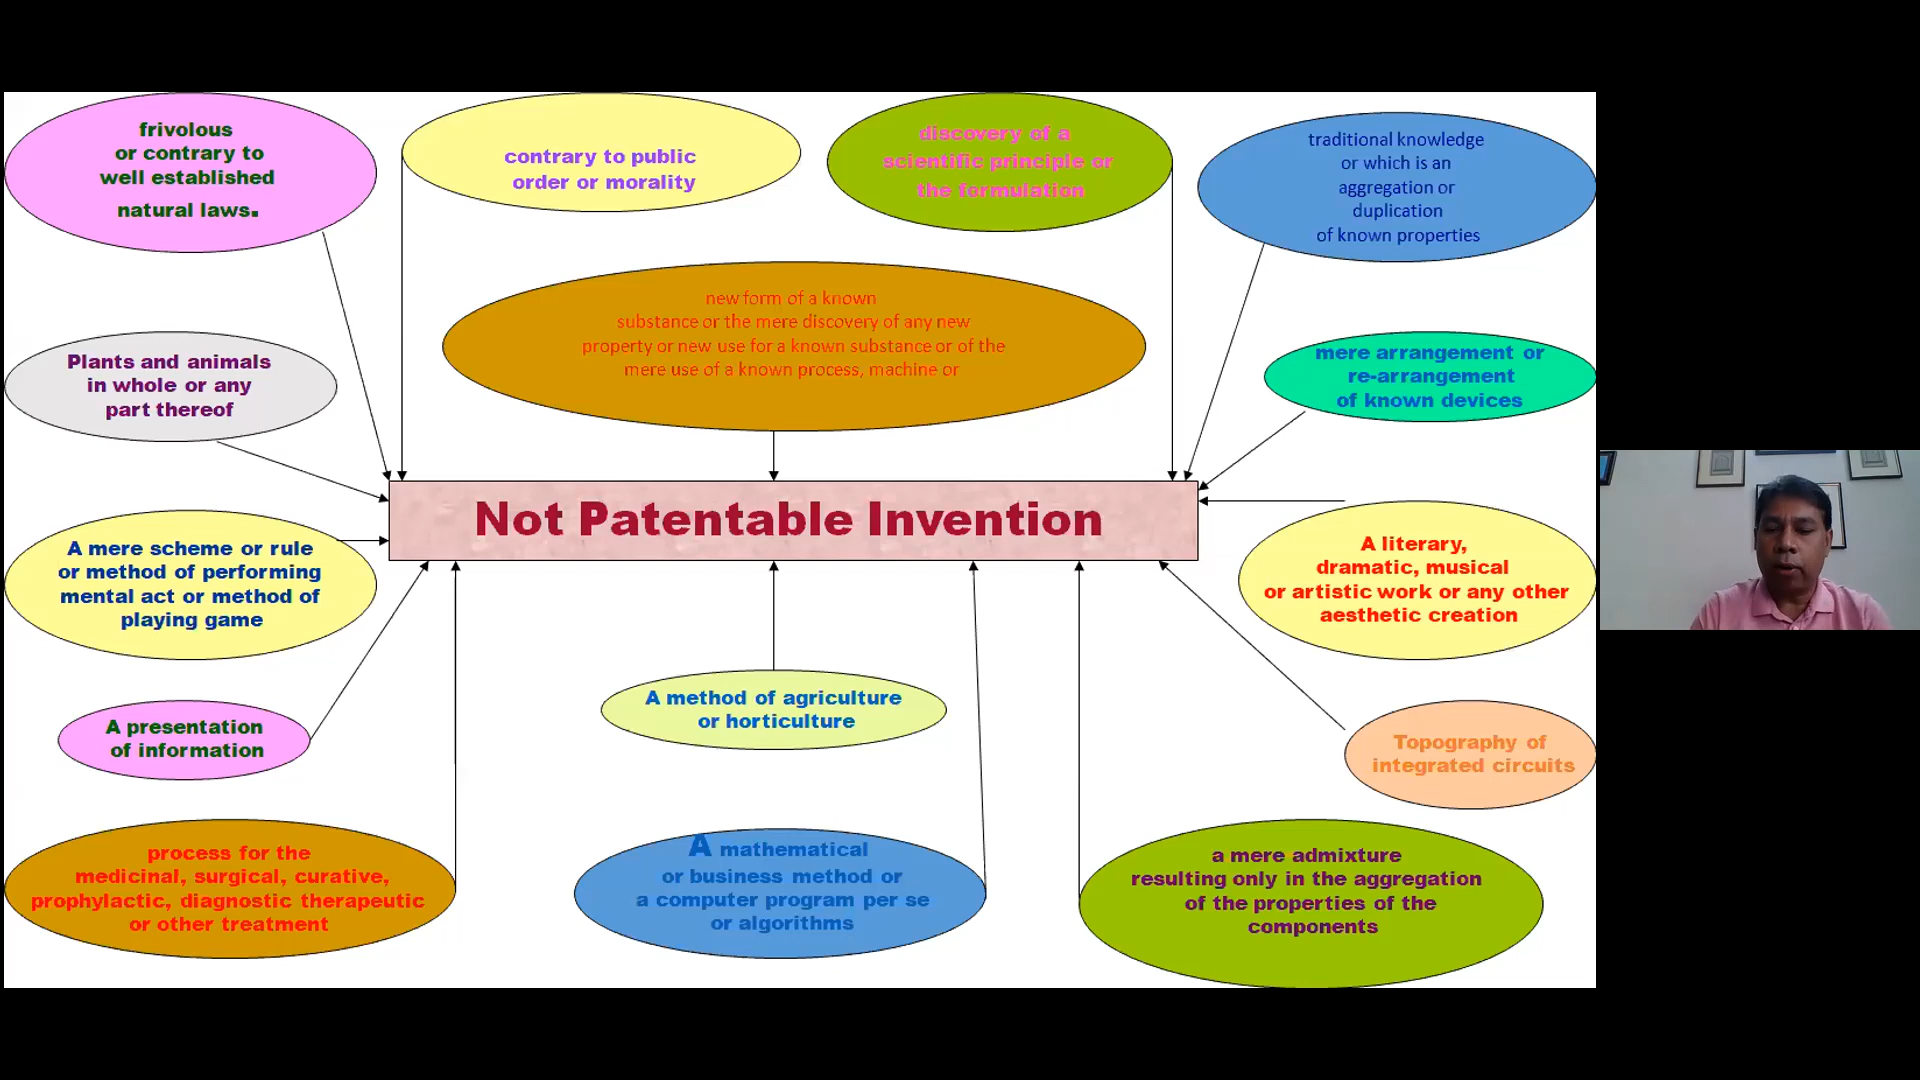 frivolous
or contrary to
well established
natural laws.
contrary to public
order or morality
discovery of a
scientific principle or
the formulation
traditional knowledge
or which is an
aggregation or
duplication
of known properties
new form of a known
substance or the mere discovery of any new
property or new use for a known substance or of the
mere use of a known process, machine or
Plants and animals
in whole or any
part thereof
mere arrangement or
re-arrangement
of known devices
Not Patentable Invention
A mere scheme or rule
or method of performing
mental act or method of
playing game
A literary,
dramatic, musical
or artistic work or any other
aesthetic creation
A presentation
of information
A method of agriculture
or horticulture
Topography of
integrated circuits
process for the
medicinal, surgical, curative,
prophylactic, diagnostic therapeutic
or other treatment
A mathematical
or business method or
a computer program per se
or algorithms
a mere admixture
resulting only in the aggregation
of the properties of the
components